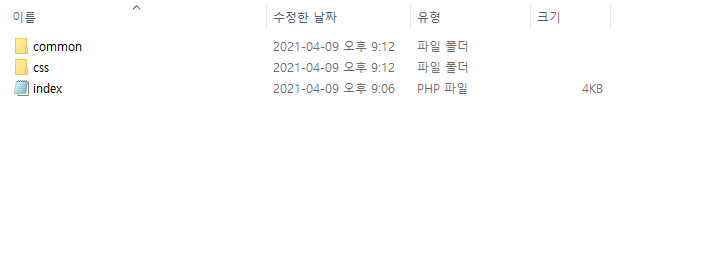 이름 수정한 날짜 유형 크기
common 2021-04-09 오후 9:12 파일 폴더
css 2021-04-09 오후 9:12 파일 폴더
index 2021-04-09 오후 9:06 PHP 파일 4KB